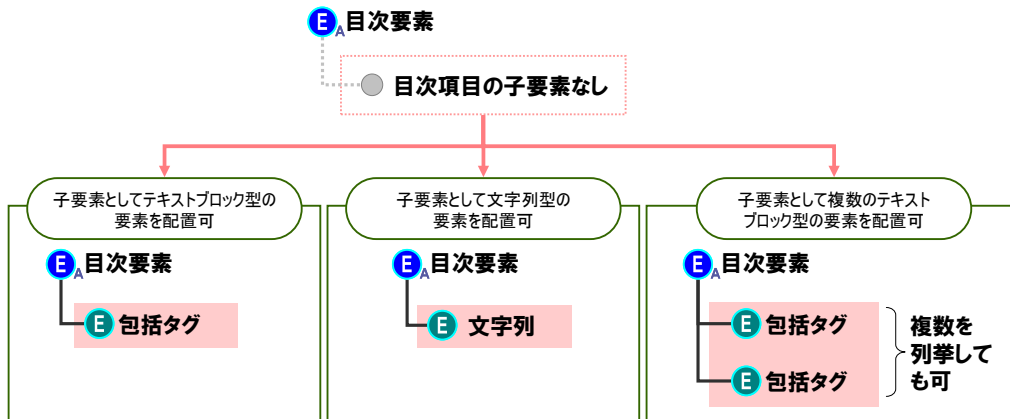 E A 目次要素
目次項目の子要素なし
子要素としてテキストブロック型の
要素を配置可
E A 目次要素
E 包括タグ
子要素として文字列型の
要素を配置可
E A 目次要素
E 文字列
子要素として複数のテキスト
ブロック型の要素を配置可
E A 目次要素
E 包括タグ
E 包括タグ
複数を
列挙して
も可